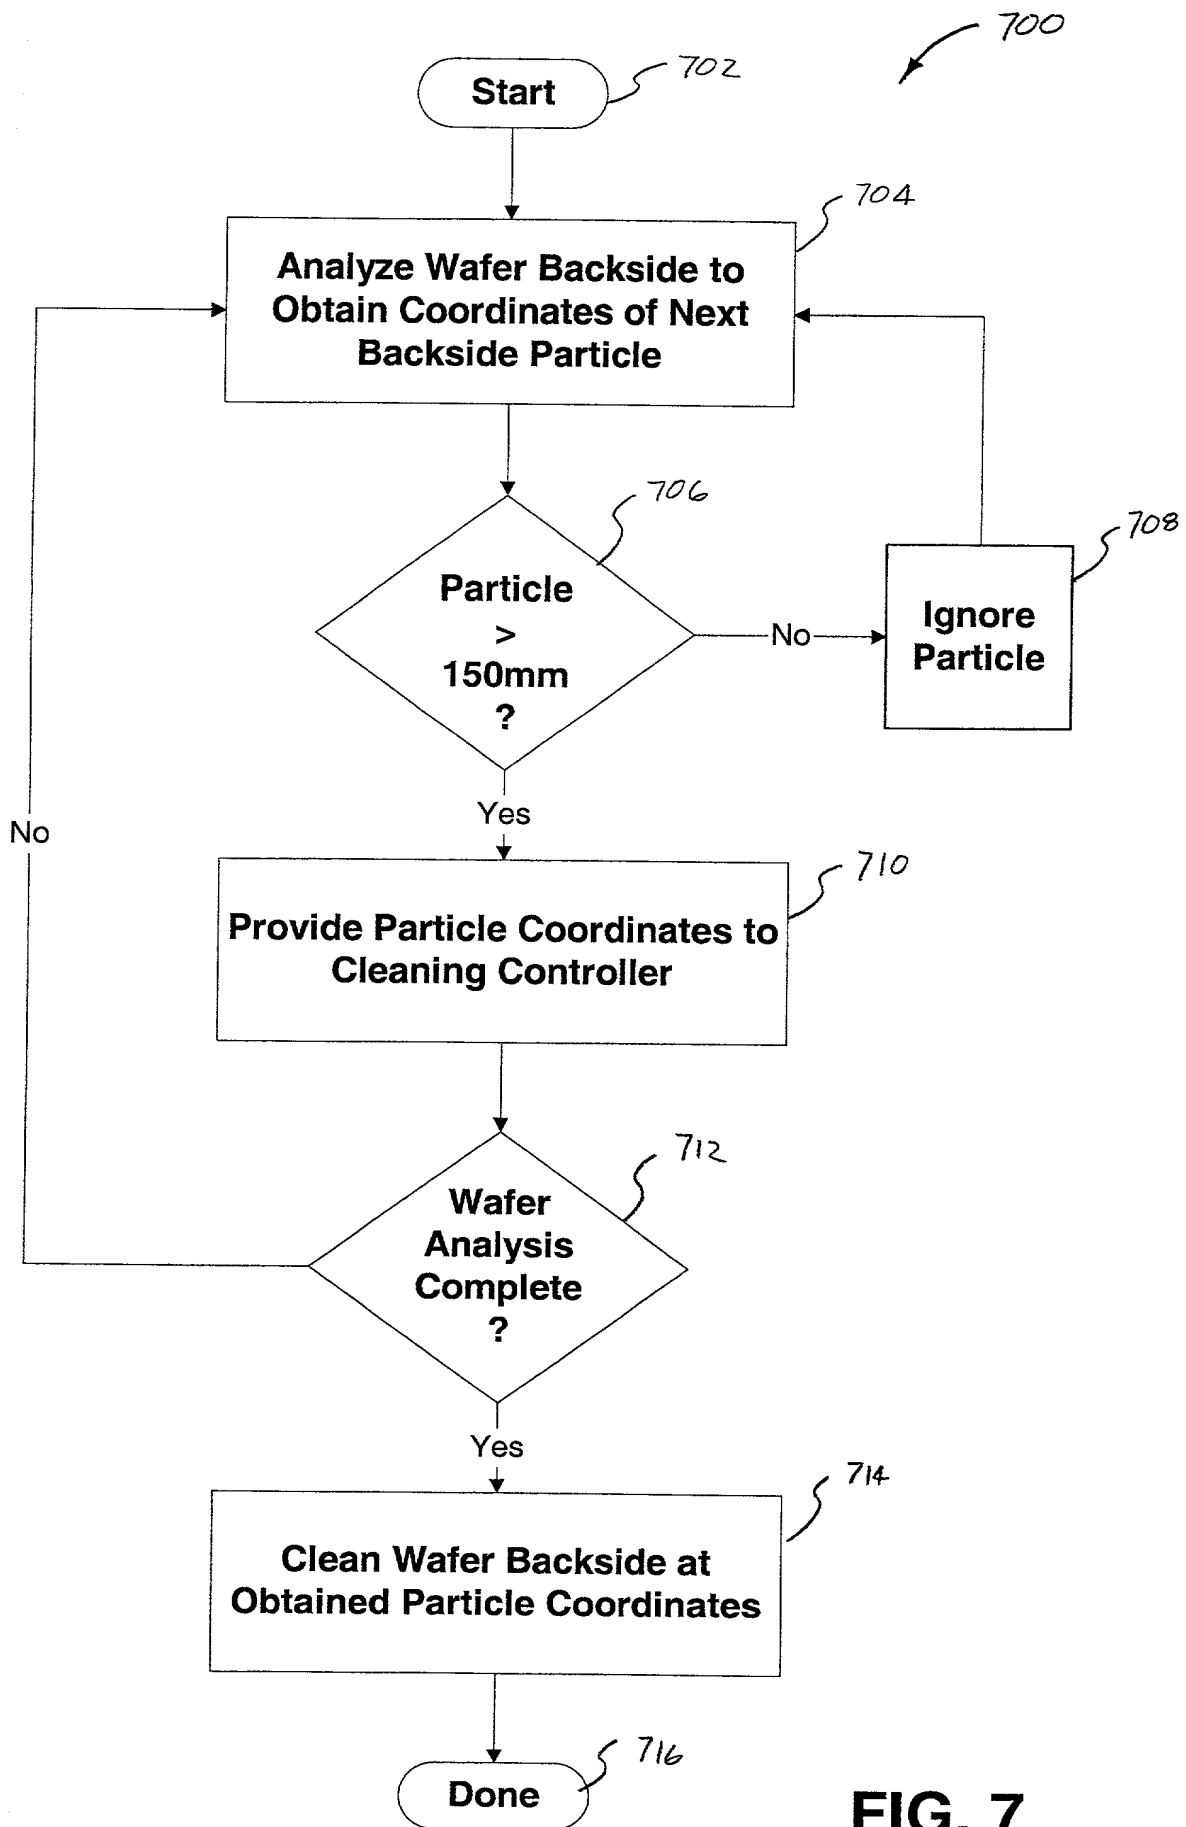 700
Start
702
704
Analyze Wafer Backside to
Obtain Coordinates of Next
Backside Particle
706
Particle
>
150mm
?
No
708
Ignore
Particle
Yes
No
710
Provide Particle Coordinates to
Cleaning Controller
712
Wafer
Analysis
Complete
?
Yes
714
Clean Wafer Backside at
Obtained Particle Coordinates
716
Done
FIG. 7